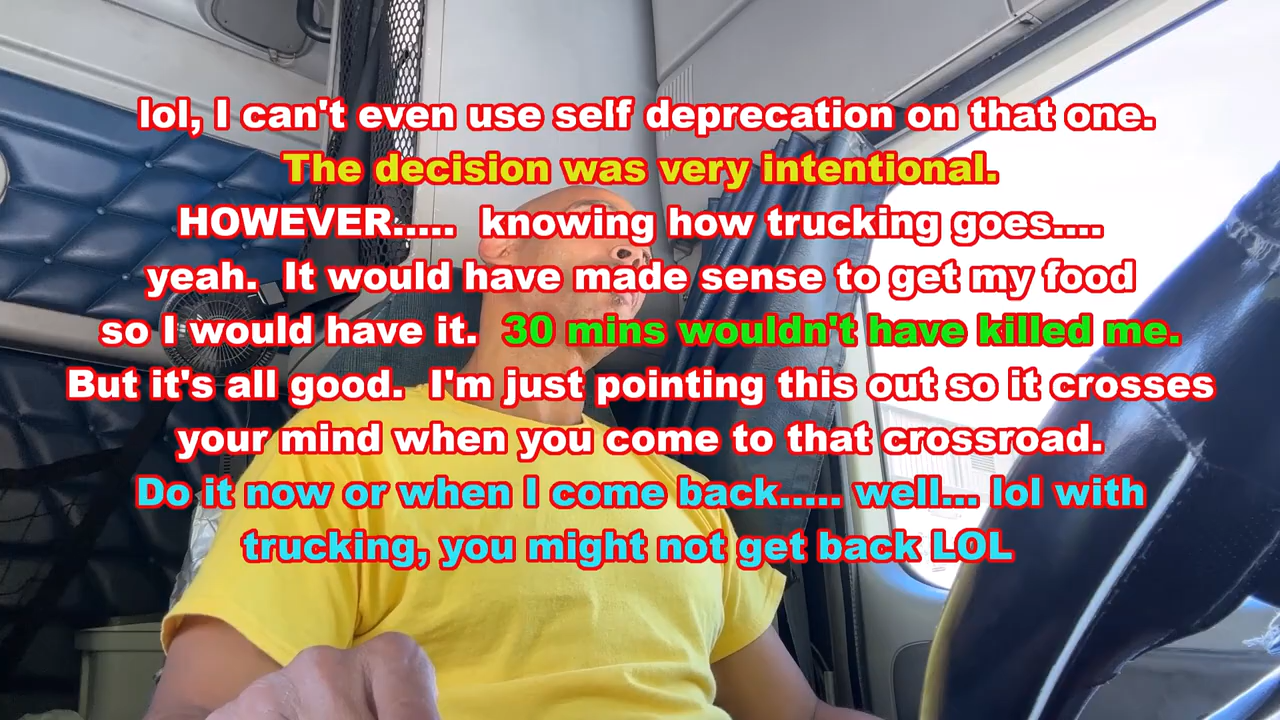 lol, I can't even use self deprecation on that one.
The decision was very intentional.
HOWEVER:.... knowing how trucking goes....
yeah. It would have made sense to get my food
so I would have it. 30 mins wouldn't have killed me.
But it's all good. I'm just pointing this out so it crosses
your mind when you come to that crossroad.
Do it now or when I come back..... well... lol with
trucking, you might not get back LOL